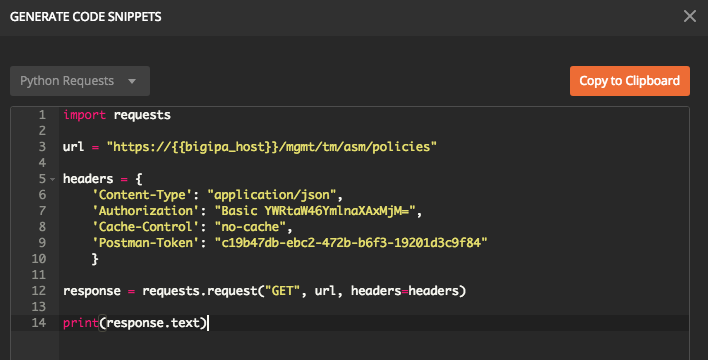 GENERATE CODE SNIPPETS
Python Requests
Copy to Clipboard
1 import requests
2
3 url = "https://{{bigipa_host}}/mgmt/tm/asm/policies"
4
5 headers = {
6 'Content-Type': "application/json",
7 'Authorization': "Basic YWRtaW46YmlnaXAxMjM=",
8 'Cache-Control': "no-cache",
9 'Postman-Token': "c19b47db-ebc2-472b-b6f3-19201d3c9f84"
10 }
11
12 response = requests.request("GET", url, headers=headers)
13
14 print(response.text)